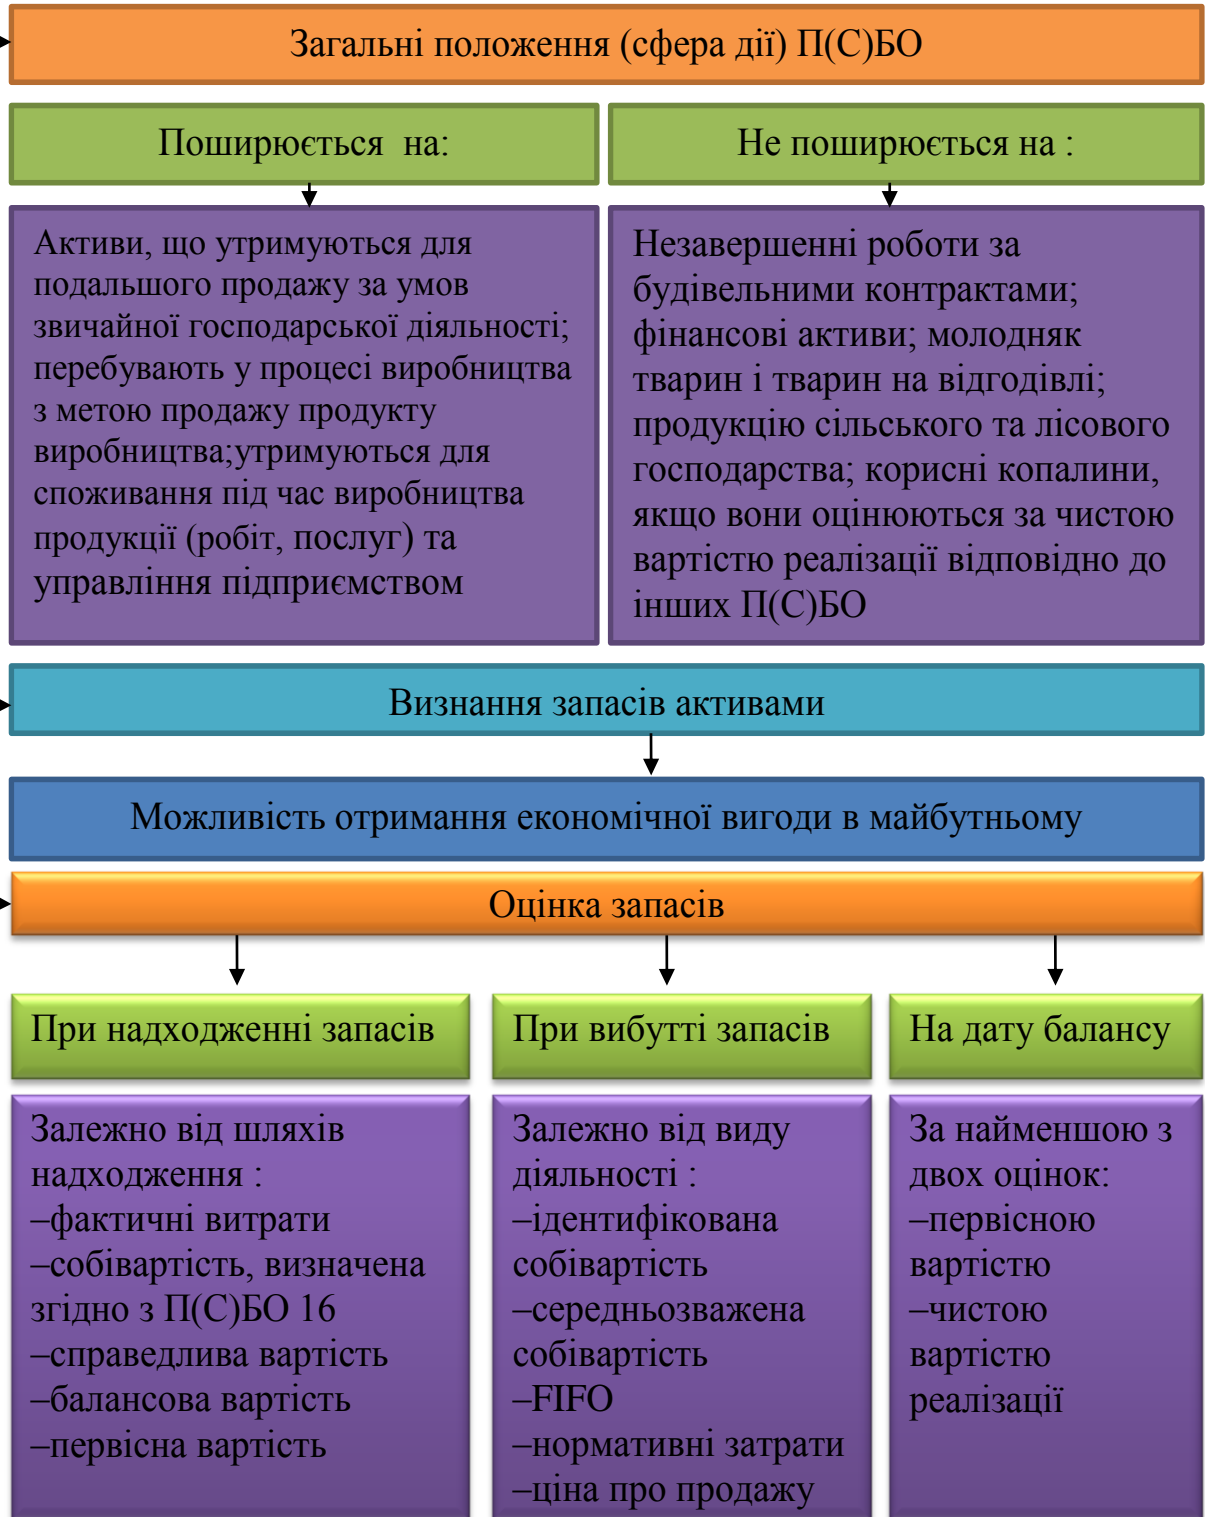 Загальні положення (сфера дії) П(С)БО
Поширюється на:
Не поширюється на :
Активи, що утримуються для
подальшого продажу за умов
звичайної господарської діяльності;
перебувають у процесі виробництва
з метою продажу продукту
виробництва;утримуються для
споживання під час виробництва
продукції (робіт, послуг) та
управління підприємством
Незавершенні роботи за
будівельними контрактами;
фінансові активи; молодняк
тварин і тварин на відгодівлі;
продукцію сільського та лісового
господарства; корисні копалини,
якщо вони оцінюються за чистою
вартістю реалізації відповідно до
інших П(С)БО
Визнання запасів активами
Можливість отримання економічної вигоди в майбутньому
Оцінка запасів
При надходженні запасів
При вибутті запасів
На дату балансу
Залежно від шляхів
надходження :
–фактичні витрати
–собівартість, визначена
згідно з П(С)БО 16
–справедлива вартість
–балансова вартість
–первісна вартість
Залежно від виду
діяльності :
–ідентифікована
собівартість
–середньозважена
собівартість
–FIFO
–нормативні затрати
–ціна про продажу
За найменшою з
двох оцінок:
–первісною
вартістю
–чистою
вартістю
реалізації